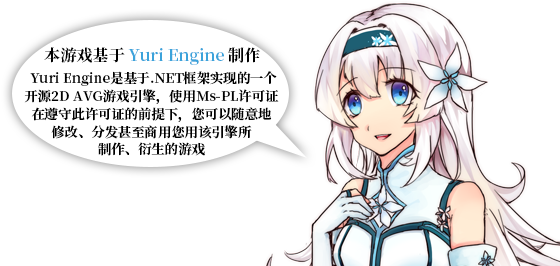 本游戏基于 Yuri Engine 制作
Yuri Engine是基于.NET框架实现的一个
开源2D AVG游戏引擎，使用Ms-PL许可证
在遵守此许可证的前提下，您可以随意地
修改、分发甚至商用您用该引擎所
制作、衍生的游戏